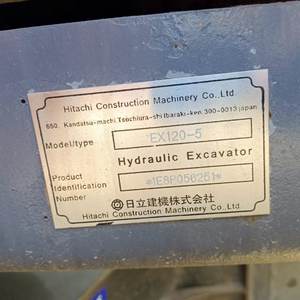 Hitachi Construction Machinery Co., Ltd.
650, Kandatsu-machi Tsuchiura-shi Ibaraki-ken 300-0013 japan
Model/type EX120-5
Hydraulic Excavator
Product Identification Number *1E8P056251*
日立建機株式会社
Hitachi Construction Machinery Co., Ltd.